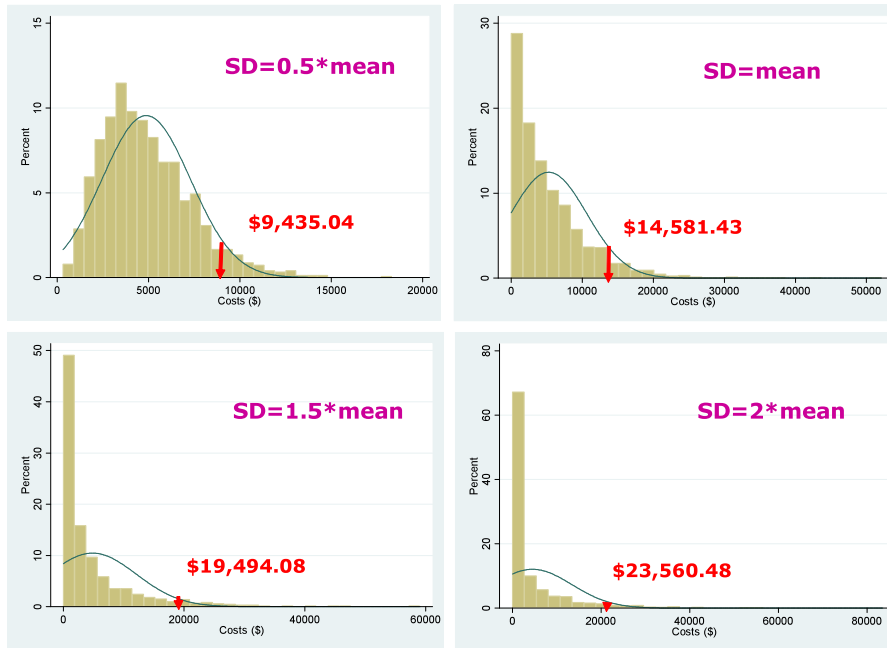 SD=0.5*mean
Percent
15
10
5
0
$9,435.04
0 5000 10000 15000 20000
Costs ($)
SD=mean
Percent
30
20
10
0
$14,581.43
0 10000 20000 30000 40000 50000
Costs ($)
SD=1.5*mean
Percent
50
40
30
20
10
0
$19,494.08
0 20000 40000 60000
Costs ($)
SD=2*mean
Percent
80
60
40
20
0
$23,560.48
0 20000 40000 60000 80000
Costs ($)